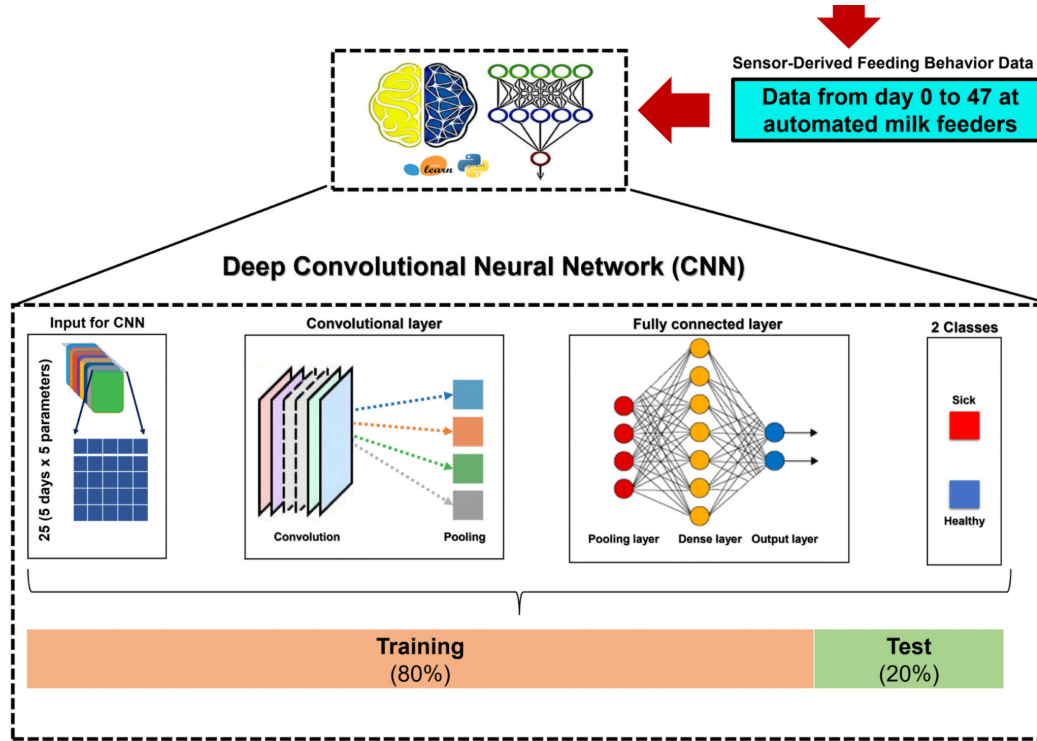 Sensor-Derived Feeding Behavior Data
Data from day 0 to 47 at
automated milk feeders
learn
python
Deep Convolutional Neural Network (CNN)
Input for CNN
25 (5 days x 5 parameters)
Convolutional layer
Convolution
Pooling
Fully connected layer
Pooling layer
Dense layer
Output layer
2 Classes
Sick
Healthy
Training
(80%)
Test
(20%)